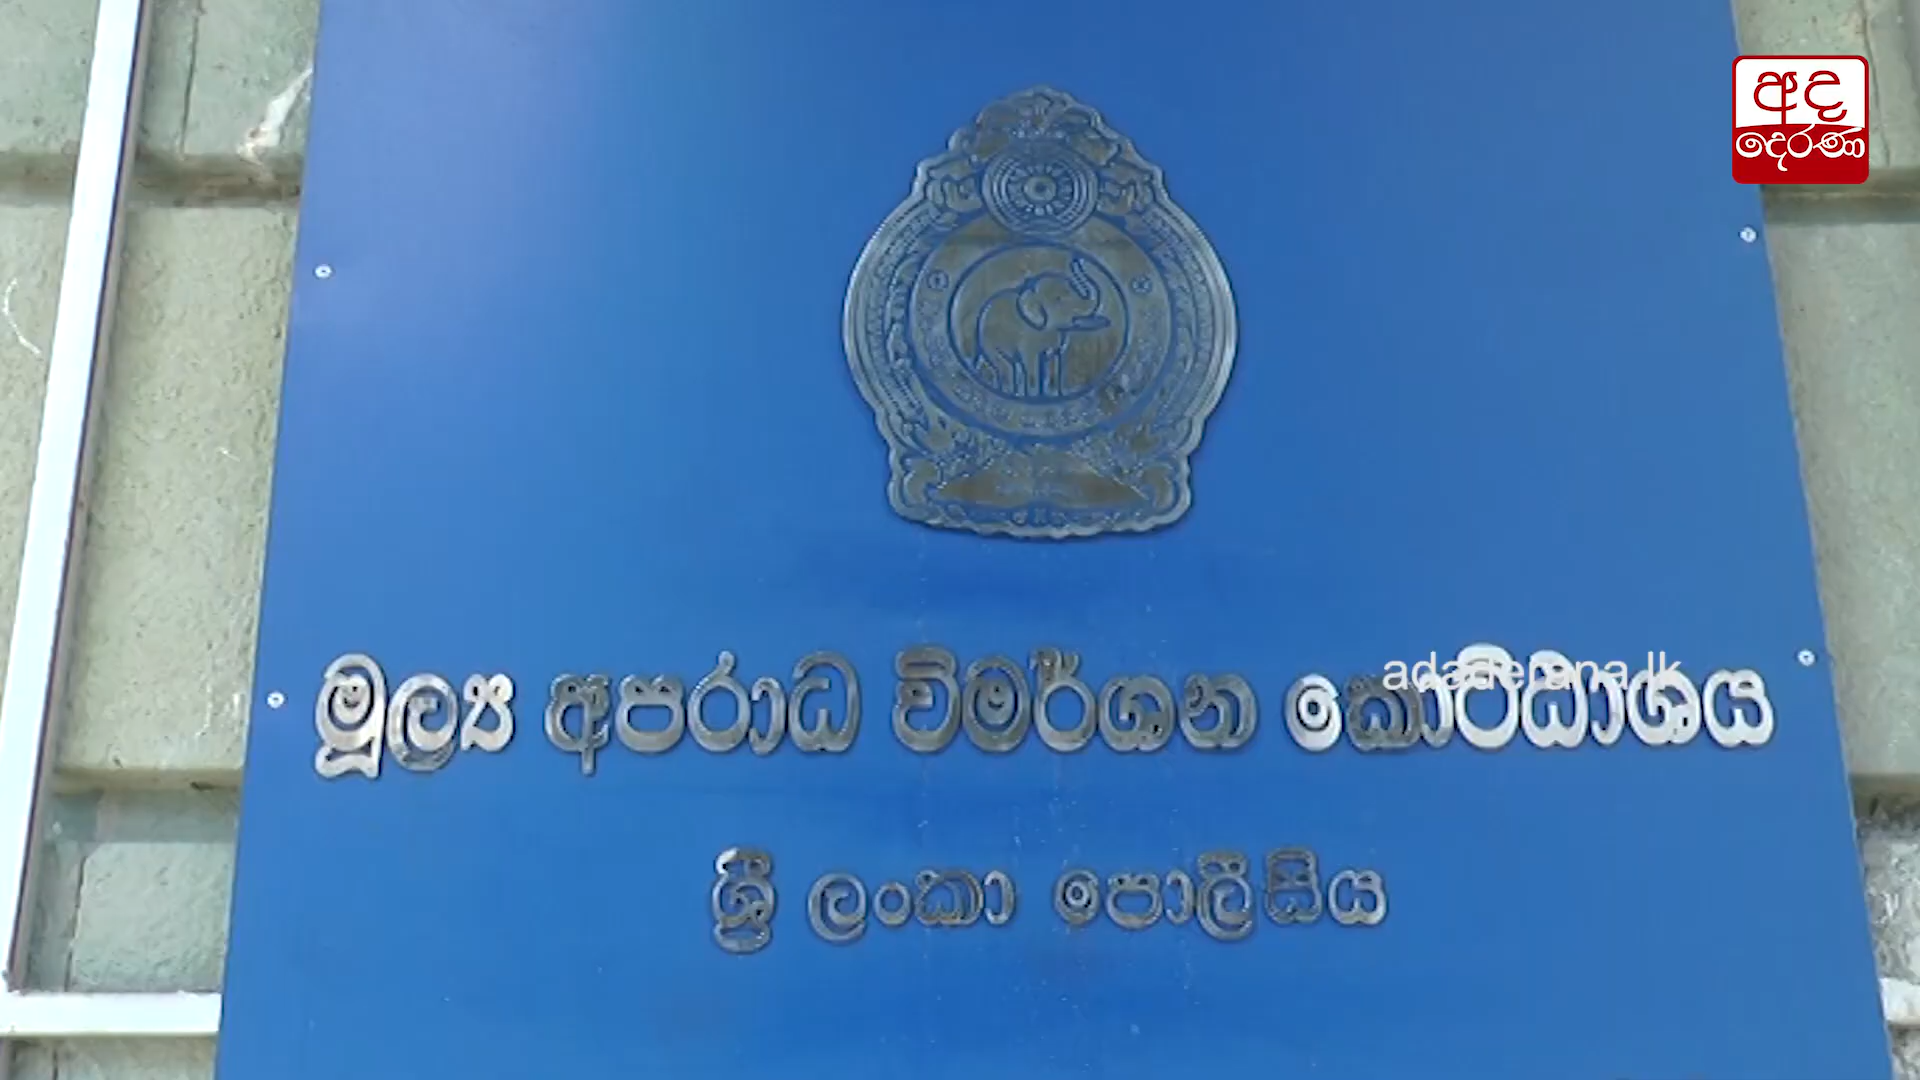 අද
දෙරණ
මූල්‍ය අපරාධ විමර්ශන කොට්ඨාශය
adaderana.lk
ශ්‍රී ලංකා පොලීසිය